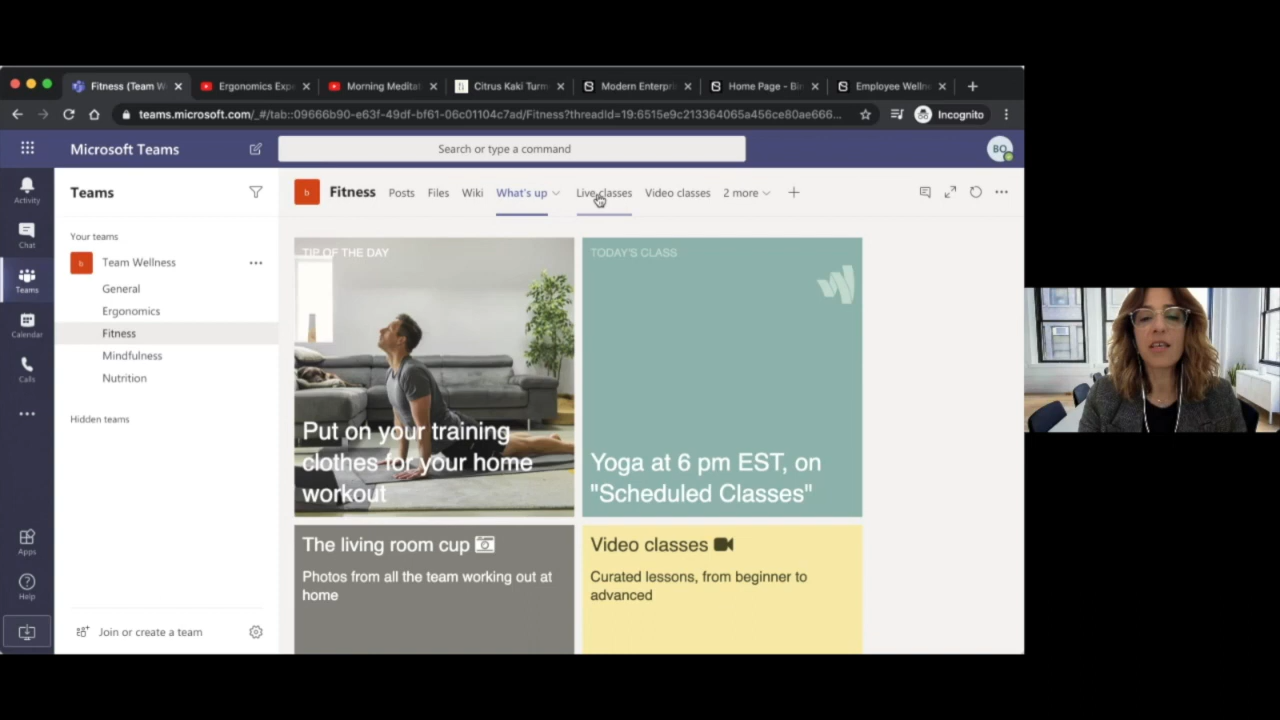 Fitness (Team W
Ergonomics Exp
Morning Meditat
Citrus Kaki Turm
Modern Enterpri
Home Page - Bi
Employee Welln
teams.microsoft.com/_#/tab::09666b90-e63f-49df-bf61-06c01104c7ad/Fitness?threadId=19:6515e9c213364065a456ce80ae666...
Incognito
Microsoft Teams
Search or type a command
BO
Activity
Chat
Teams
Calendar
Calls
Apps
Help
Teams
Your teams
b
Team Wellness
General
Ergonomics
Fitness
Mindfulness
Nutrition
Hidden teams
Join or create a team
b
Fitness
Posts
Files
Wiki
What's up
Live classes
Video classes
2 more
TIP OF THE DAY
Put on your training
clothes for your home
workout
TODAY'S CLASS
Yoga at 6 pm EST, on
"Scheduled Classes"
The living room cup
Photos from all the team working out at
home
Video classes
Curated lessons, from beginner to
advanced